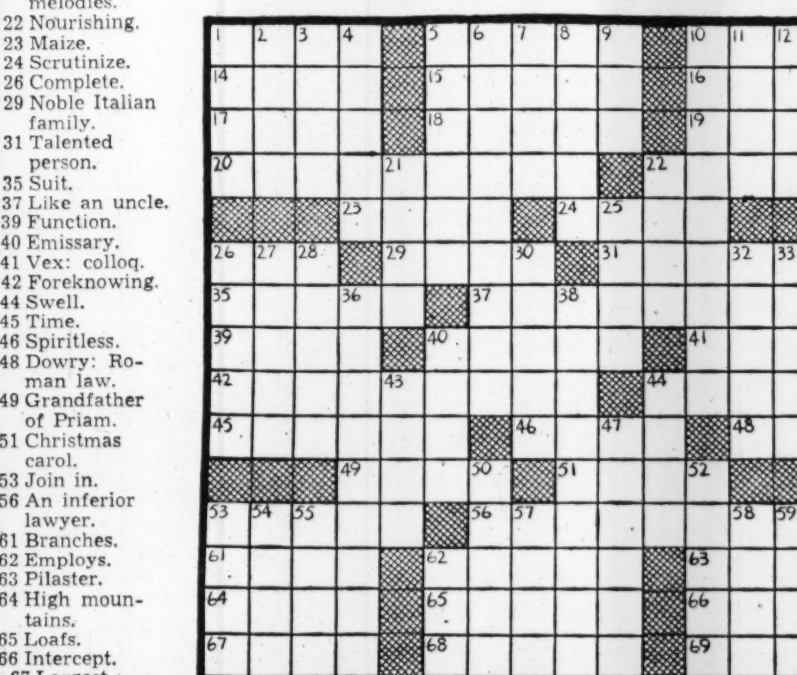 melodies.
22 Nourishing.
23 Maize.
24 Scrutinize.
26 Complete.
29 Noble Italian
family.
31 Talented
person.
35 Suit.
37 Like an uncle.
39 Function.
40 Emissary.
41 Vex: colloq.
42 Foreknowing.
44 Swell.
45 Time.
46 Spiritless.
48 Dowry: Ro-
man law.
49 Grandfather
of Priam.
51 Christmas
carol.
53 Join in.
56 An inferior
lawyer.
61 Branches.
62 Employs.
63 Pilaster.
64 High moun-
tains.
65 Loafs.
66 Intercept.
1 2 3 4 5 6 7 8 9 10 11 12
14 15 16
17 18 19
20 21 22
23 24 25
26 27 28 29 30 31 32 33
35 36 37 38
39 40 41
42 43 44
45 46 47 48
49 50 51 52
53 54 55 56 57 58 59
61 62 63
64 65 66
67 68 69